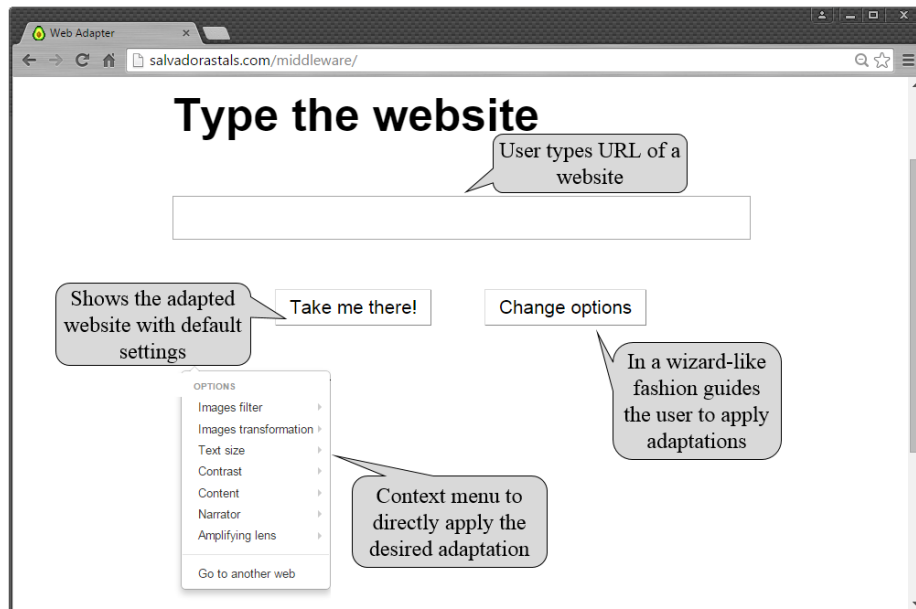 Web Adapter
salvadorastals.com/middleware/
Type the website
User types URL of a
website
Shows the adapted
website with default
settings
Take me there!
Change options
In a wizard-like
fashion guides
the user to apply
adaptations
OPTIONS
Images filter
Images transformation
Text size
Contrast
Content
Narrator
Amplifying lens
Go to another web
Context menu to
directly apply the
desired adaptation